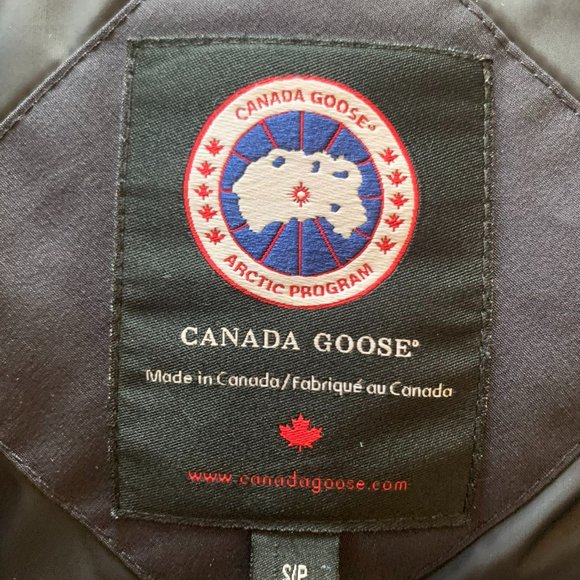 CANADA GOOSE®
ARCTIC PROGRAM
CANADA GOOSE®
Made in Canada/Fabriqué au Canada
www.canadagoose.com
S/P